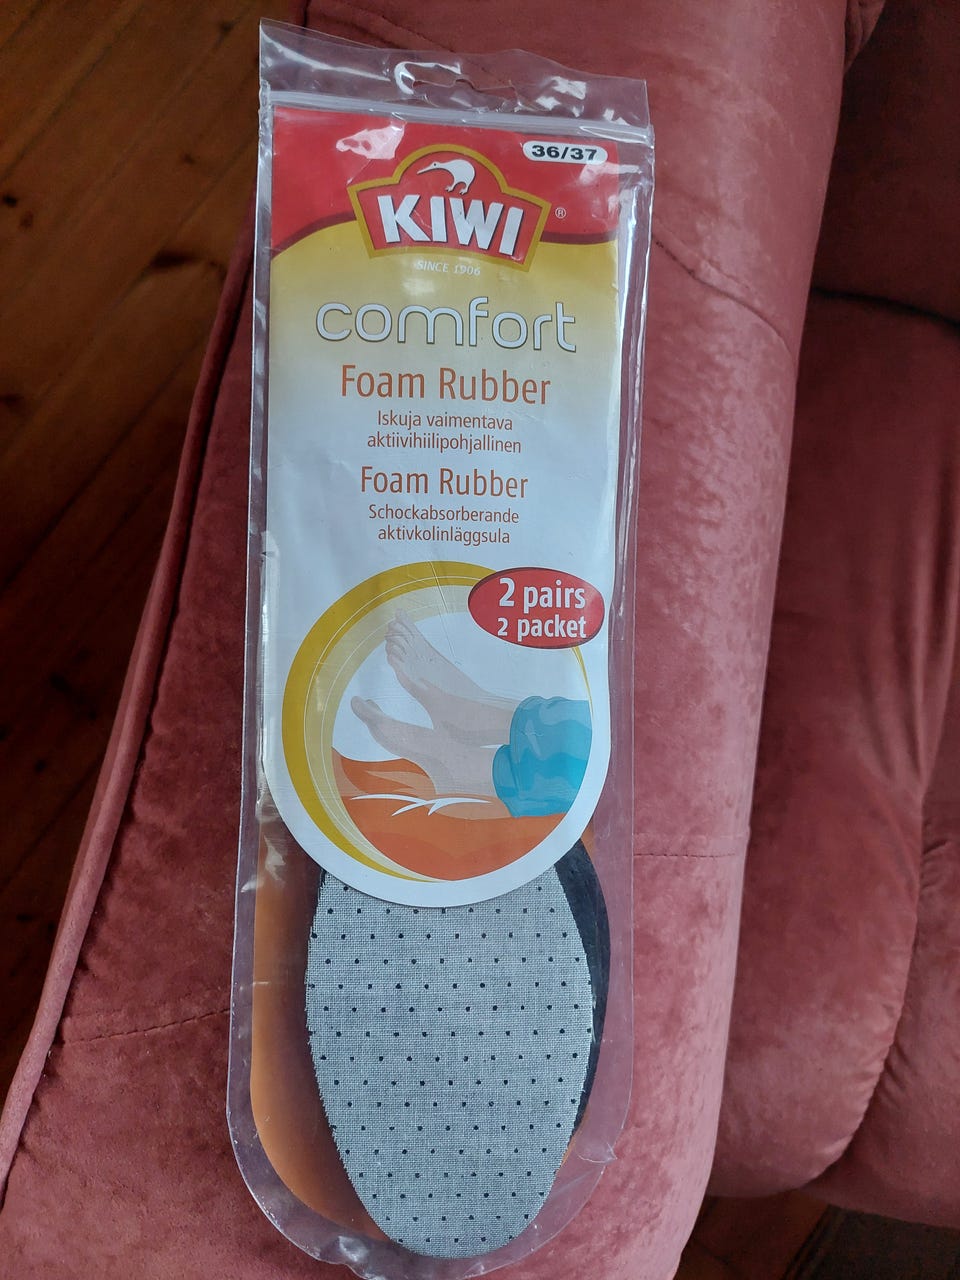 36/37
KIWI
®
SINCE 1906
comfort
Foam Rubber
Iskuja vaimentava
aktiivihiilipohjallinen
Foam Rubber
Schockabsorberande
aktivkolinläggsula
2 pairs
2 packet